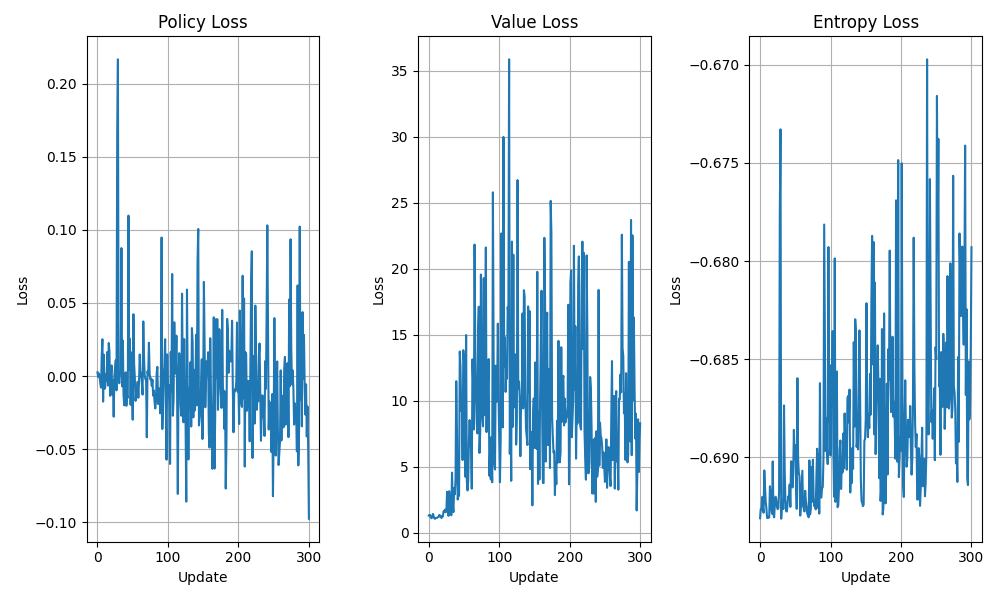 Policy Loss
Loss
0.20
0.15
0.10
0.05
0.00
−0.05
−0.10
0 100 200 300
Update
Value Loss
Loss
35
30
25
20
15
10
5
0
0 100 200 300
Update
Entropy Loss
Loss
−0.670
−0.675
−0.680
−0.685
−0.690
0 100 200 300
Update